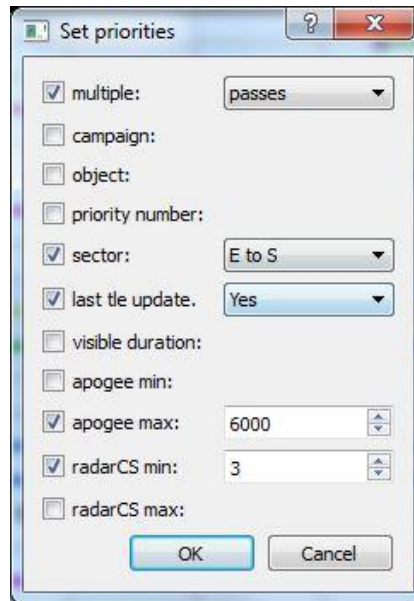 Set priorities
multiple: passes
campaign:
object:
priority number:
sector: E to S
last tle update. Yes
visible duration:
apogee min:
apogee max: 6000
radarCS min: 3
radarCS max:
OK Cancel